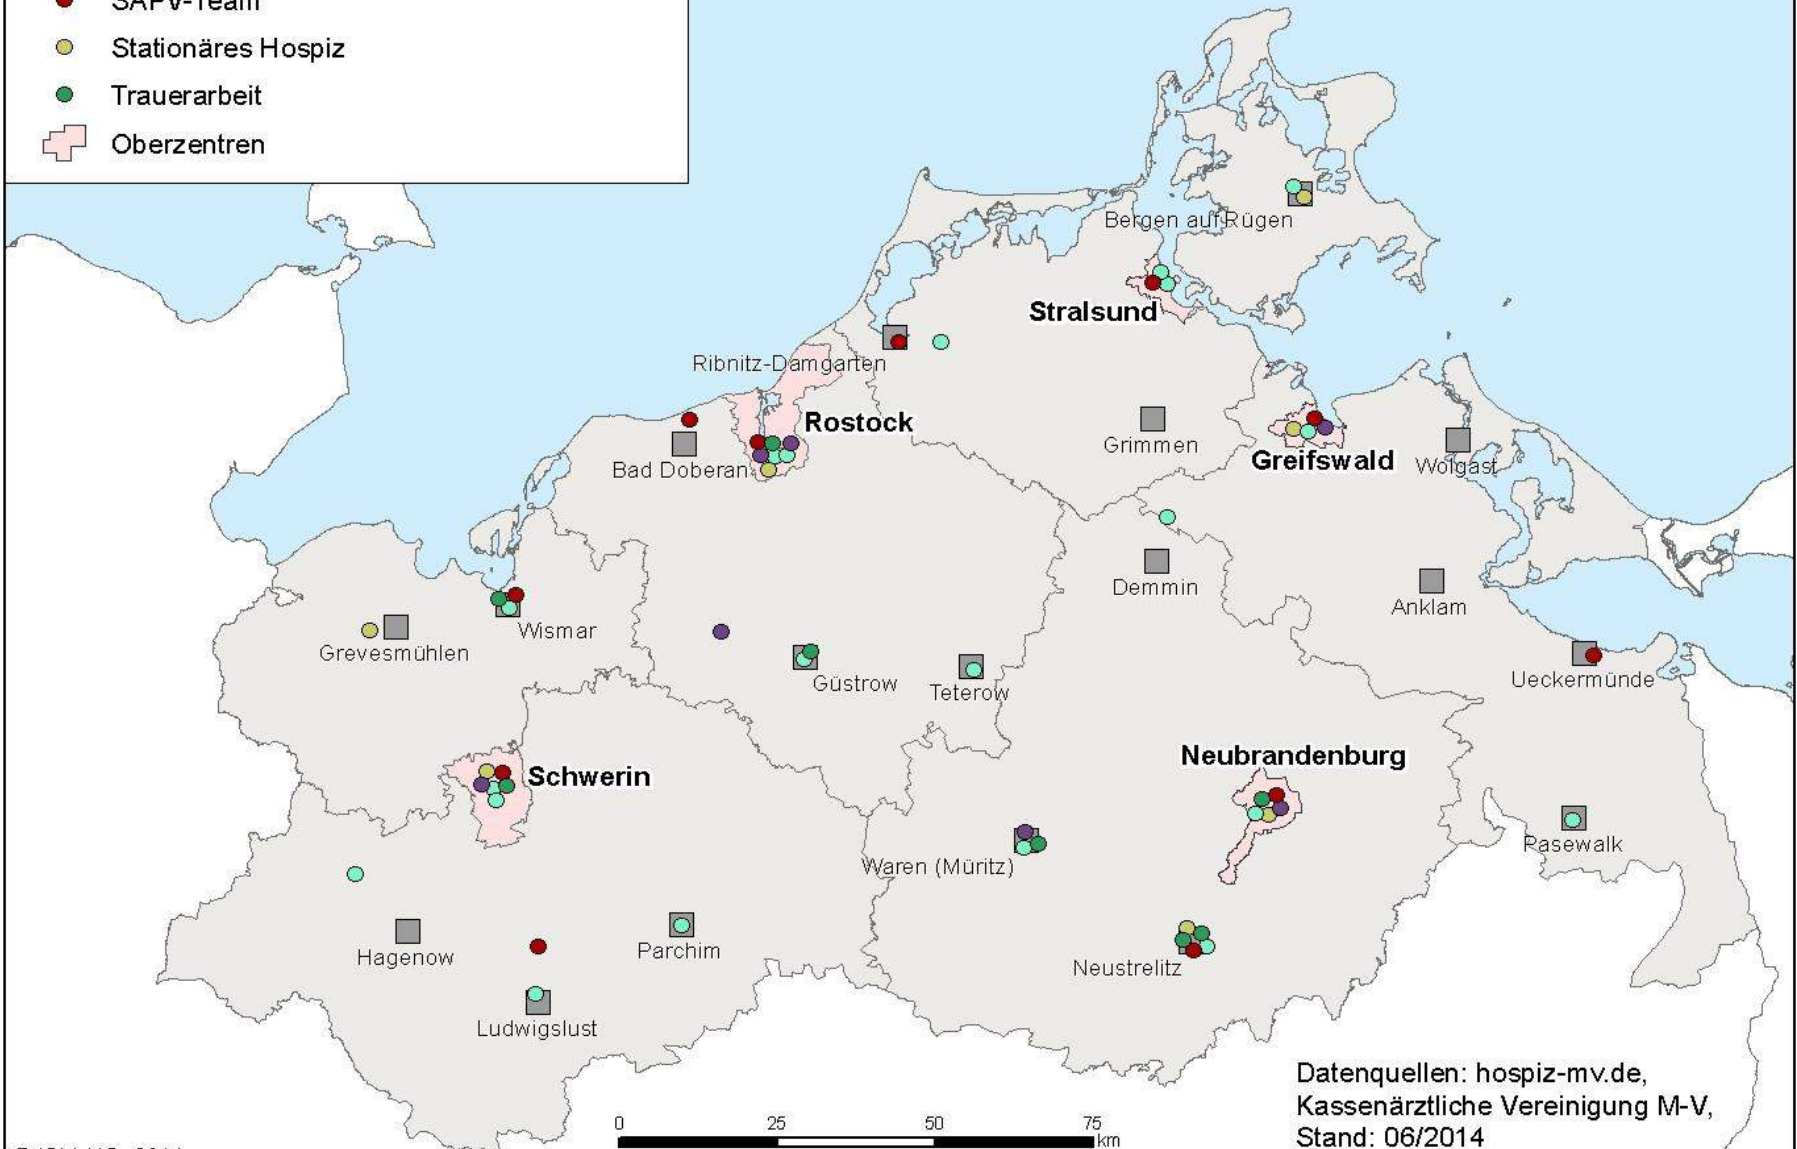 SAPV-Team
Stationäres Hospiz
Trauerarbeit
Oberzentren
Bergen auf Rügen
Stralsund
Ribnitz-Damgarten
Rostock
Grimmen
Greifswald
Wolgast
Bad Doberan
Demmin
Anklam
Wismar
Grevesmühlen
Güstrow
Teterow
Ueckermünde
Neubrandenburg
Schwerin
Waren (Müritz)
Pasewalk
Hagenow
Parchim
Neustrelitz
Ludwigslust
Datenquellen: hospiz-mv.de,
Kassenärztliche Vereinigung M-V,
Stand: 06/2014
0 25 50 75
km